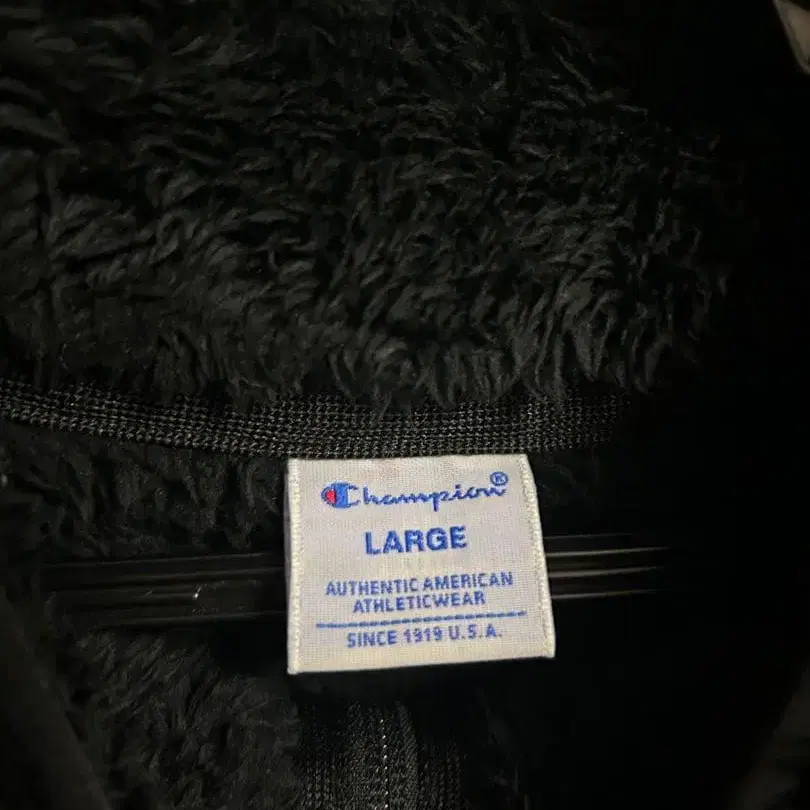 Champion®
LARGE
AUTHENTIC AMERICAN
ATHLETICWEAR
SINCE 1919 U.S.A.